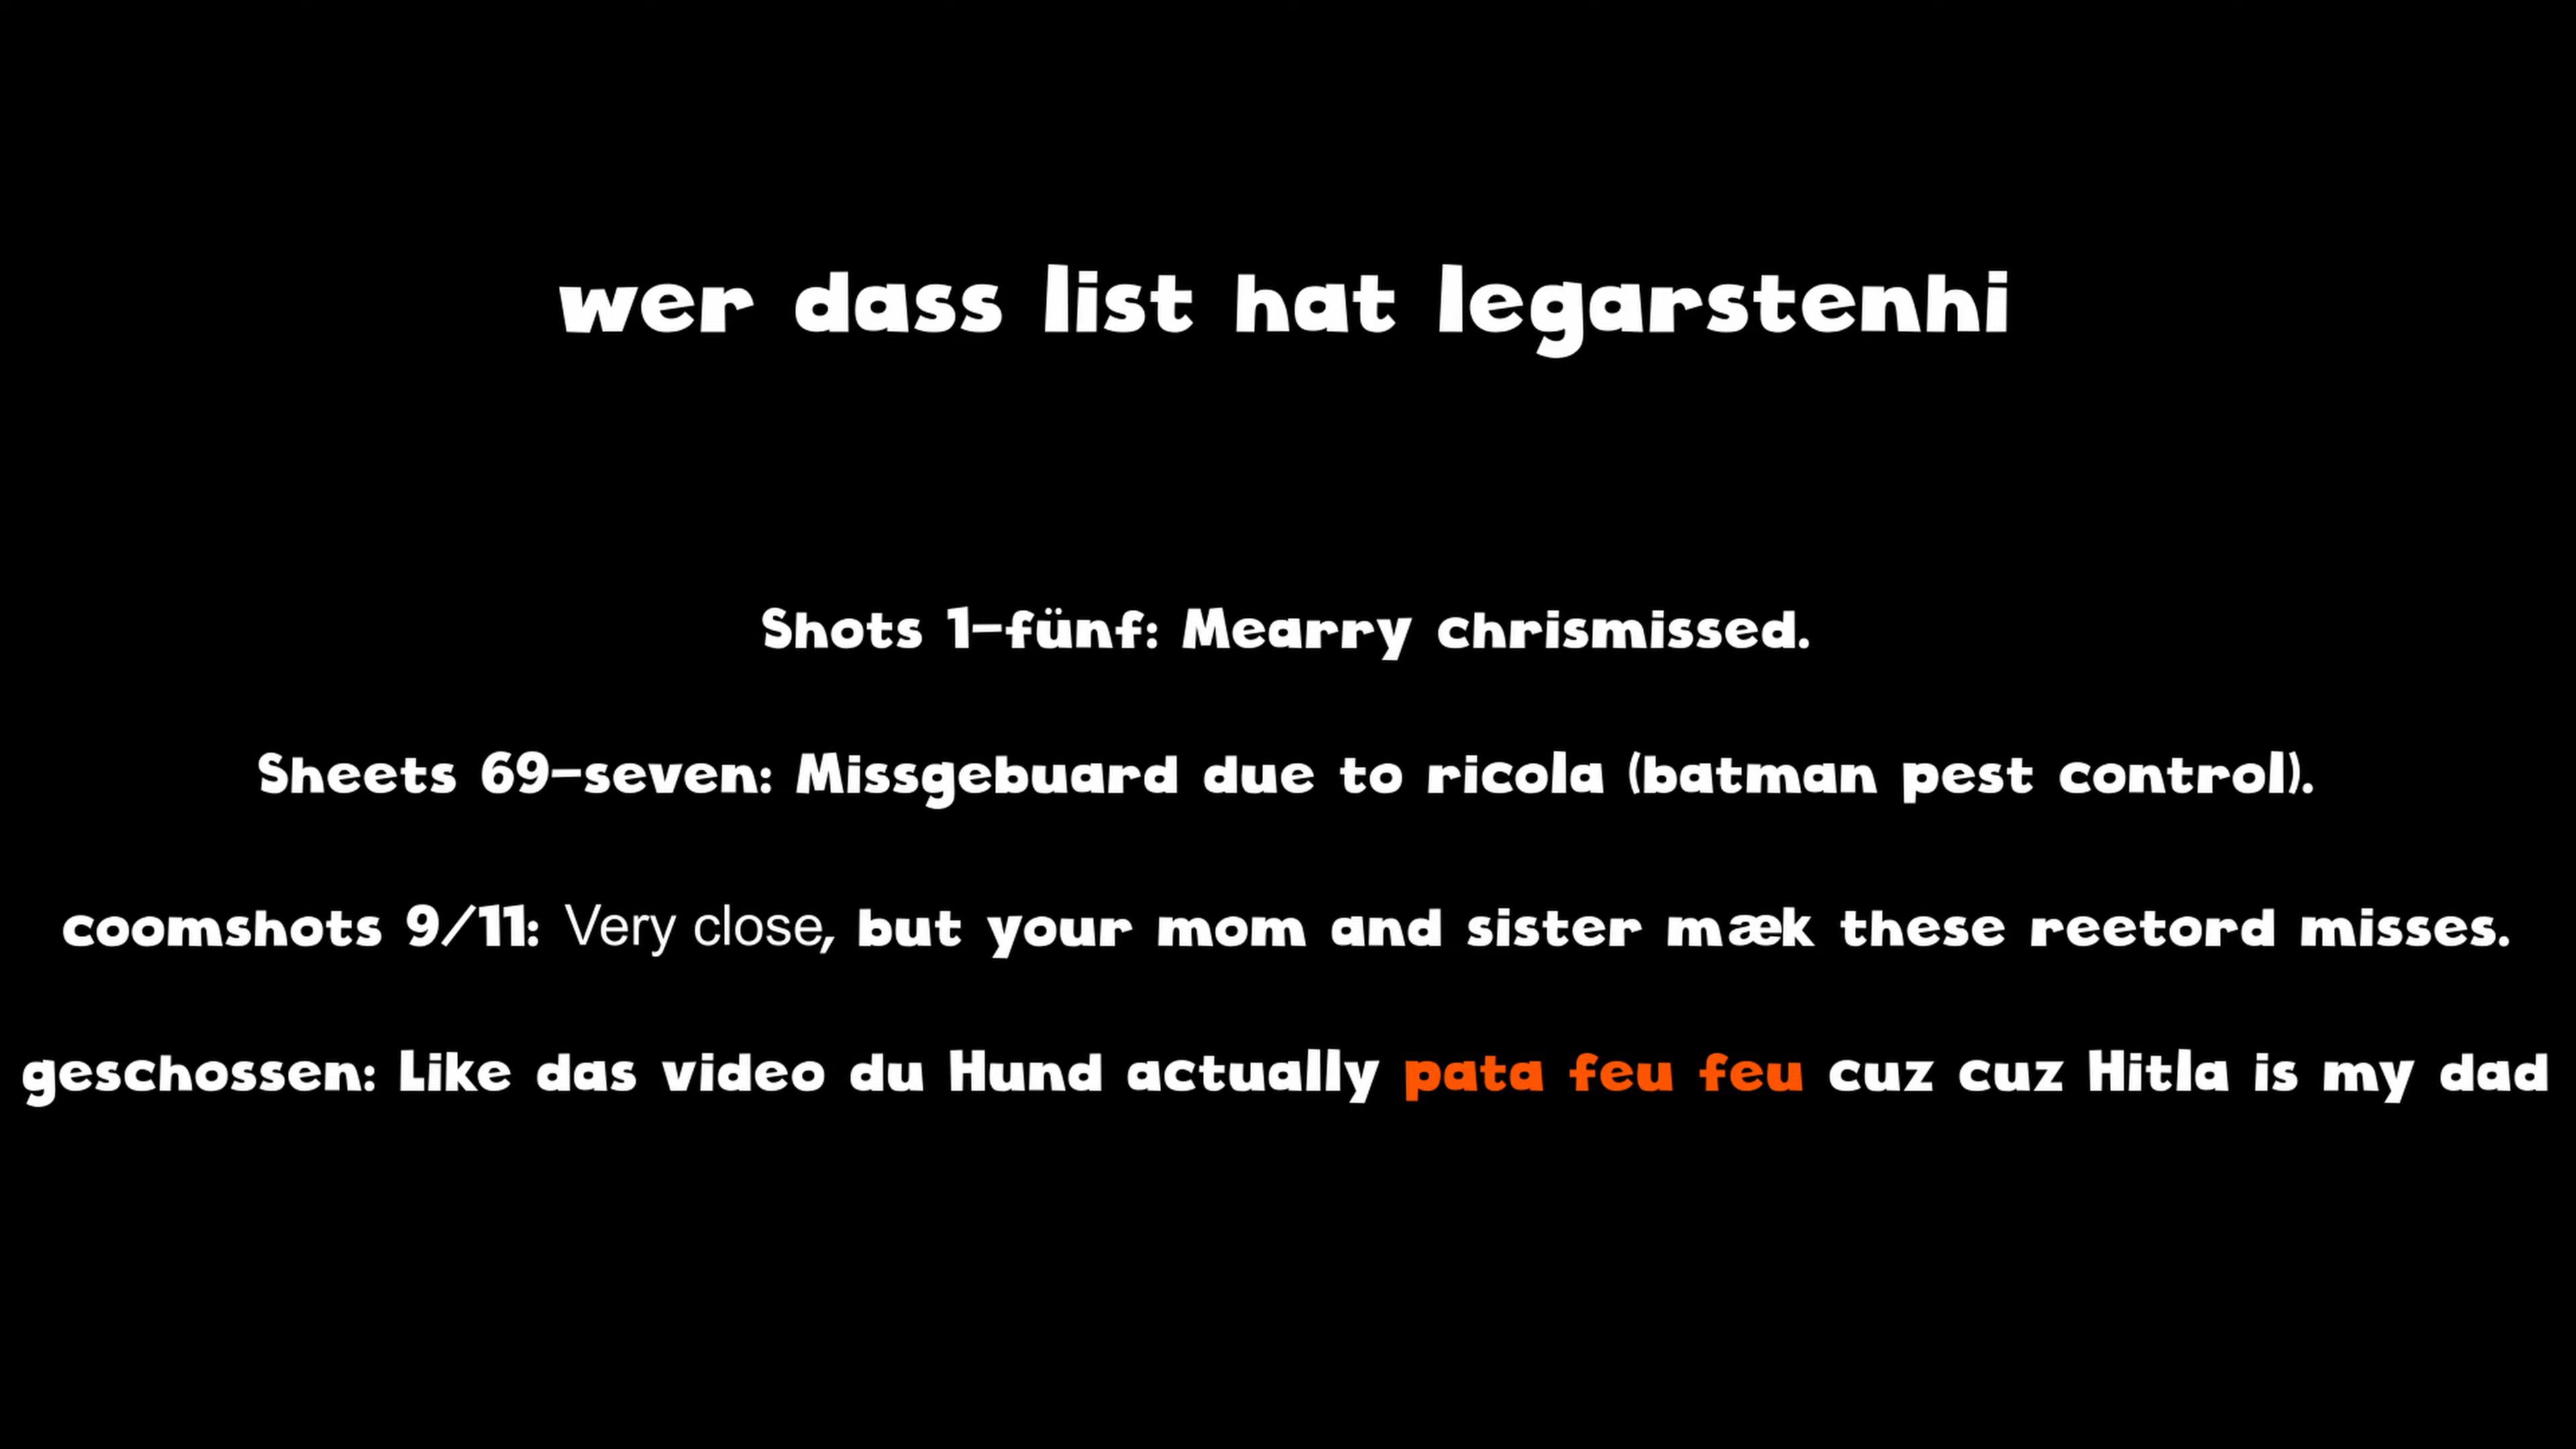 wer dass list hat legarstenhi
Shots 1-fünf: Mearry chrismissed.
Sheets 69-seven: Missgebuard due to ricola (batman pest control).
coomshots 9/11: Very close, but your mom and sister mæk these reetord misses.
geschossen: Like das video du Hund actually pata feu feu cuz cuz Hitla is my dad